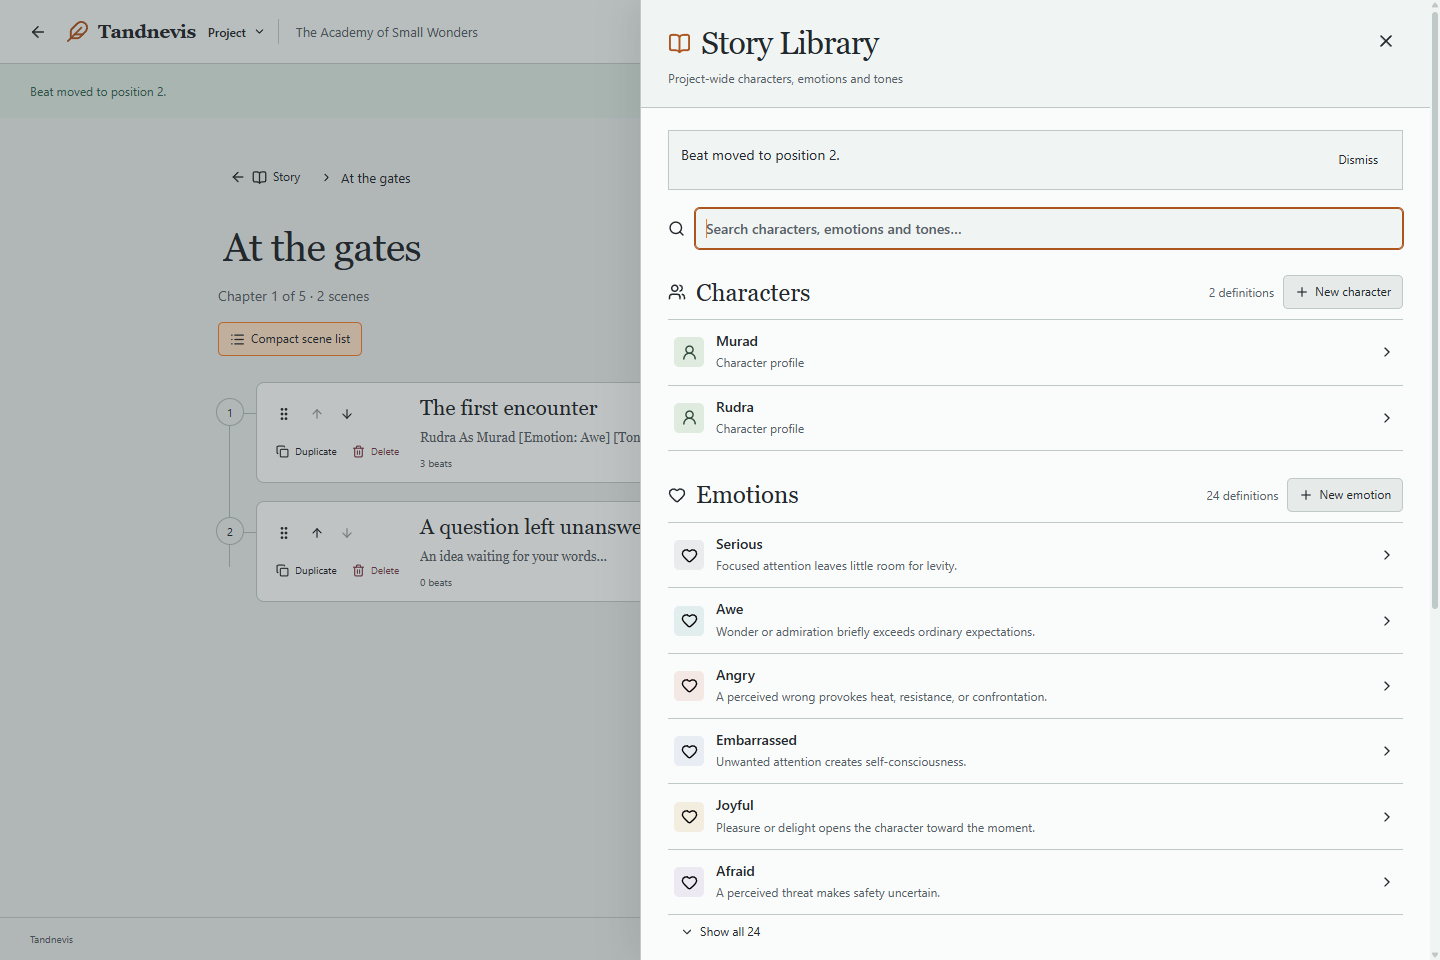 Tandnevis
Project
The Academy of Small Wonders
Beat moved to position 2.
Story
At the gates
At the gates
Chapter 1 of 5 · 2 scenes
Compact scene list
1
The first encounter
Rudra As Murad [Emotion: Awe] [Ton
Duplicate
Delete
3 beats
2
A question left unanswe
An idea waiting for your words...
Duplicate
Delete
0 beats
Tandnevis
Story Library
Project-wide characters, emotions and tones
Beat moved to position 2.
Dismiss
Search characters, emotions and tones...
Characters
2 definitions
New character
Murad
Character profile
Rudra
Character profile
Emotions
24 definitions
New emotion
Serious
Focused attention leaves little room for levity.
Awe
Wonder or admiration briefly exceeds ordinary expectations.
Angry
A perceived wrong provokes heat, resistance, or confrontation.
Embarrassed
Unwanted attention creates self-consciousness.
Joyful
Pleasure or delight opens the character toward the moment.
Afraid
A perceived threat makes safety uncertain.
Show all 24